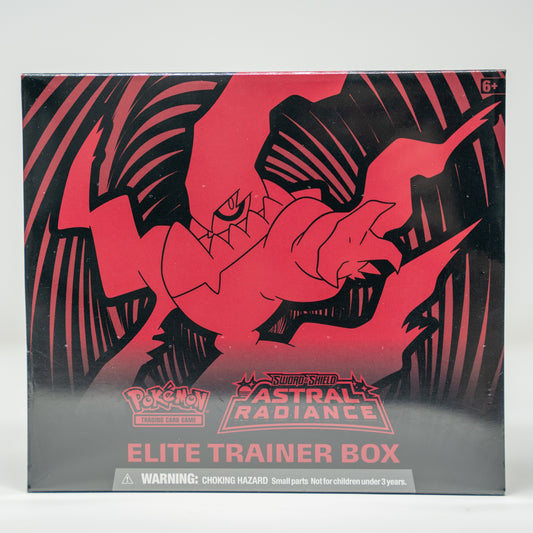 6+
POKéMON
TRADING CARD GAME
SWORD & SHIELD
ASTRAL
RADIANCE
ELITE TRAINER BOX
⚠ WARNING: CHOKING HAZARD Small parts Not for children under 3 years.